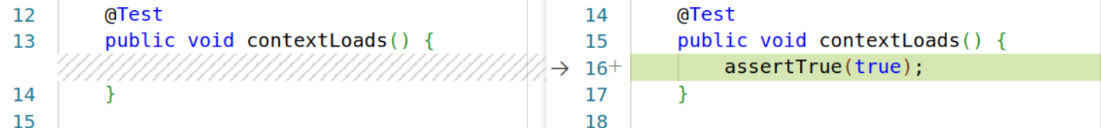 12 @Test
13 public void contextLoads() {
14 }
15
14 @Test
15 public void contextLoads() {
→ 16+ assertTrue(true);
17 }
18